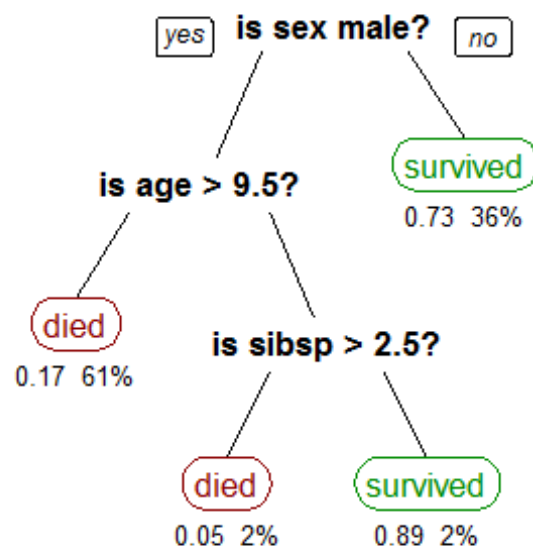 yes is sex male? no
survived
0.73 36%
is age > 9.5?
died
0.17 61%
is sibsp > 2.5?
died survived
0.05 2% 0.89 2%